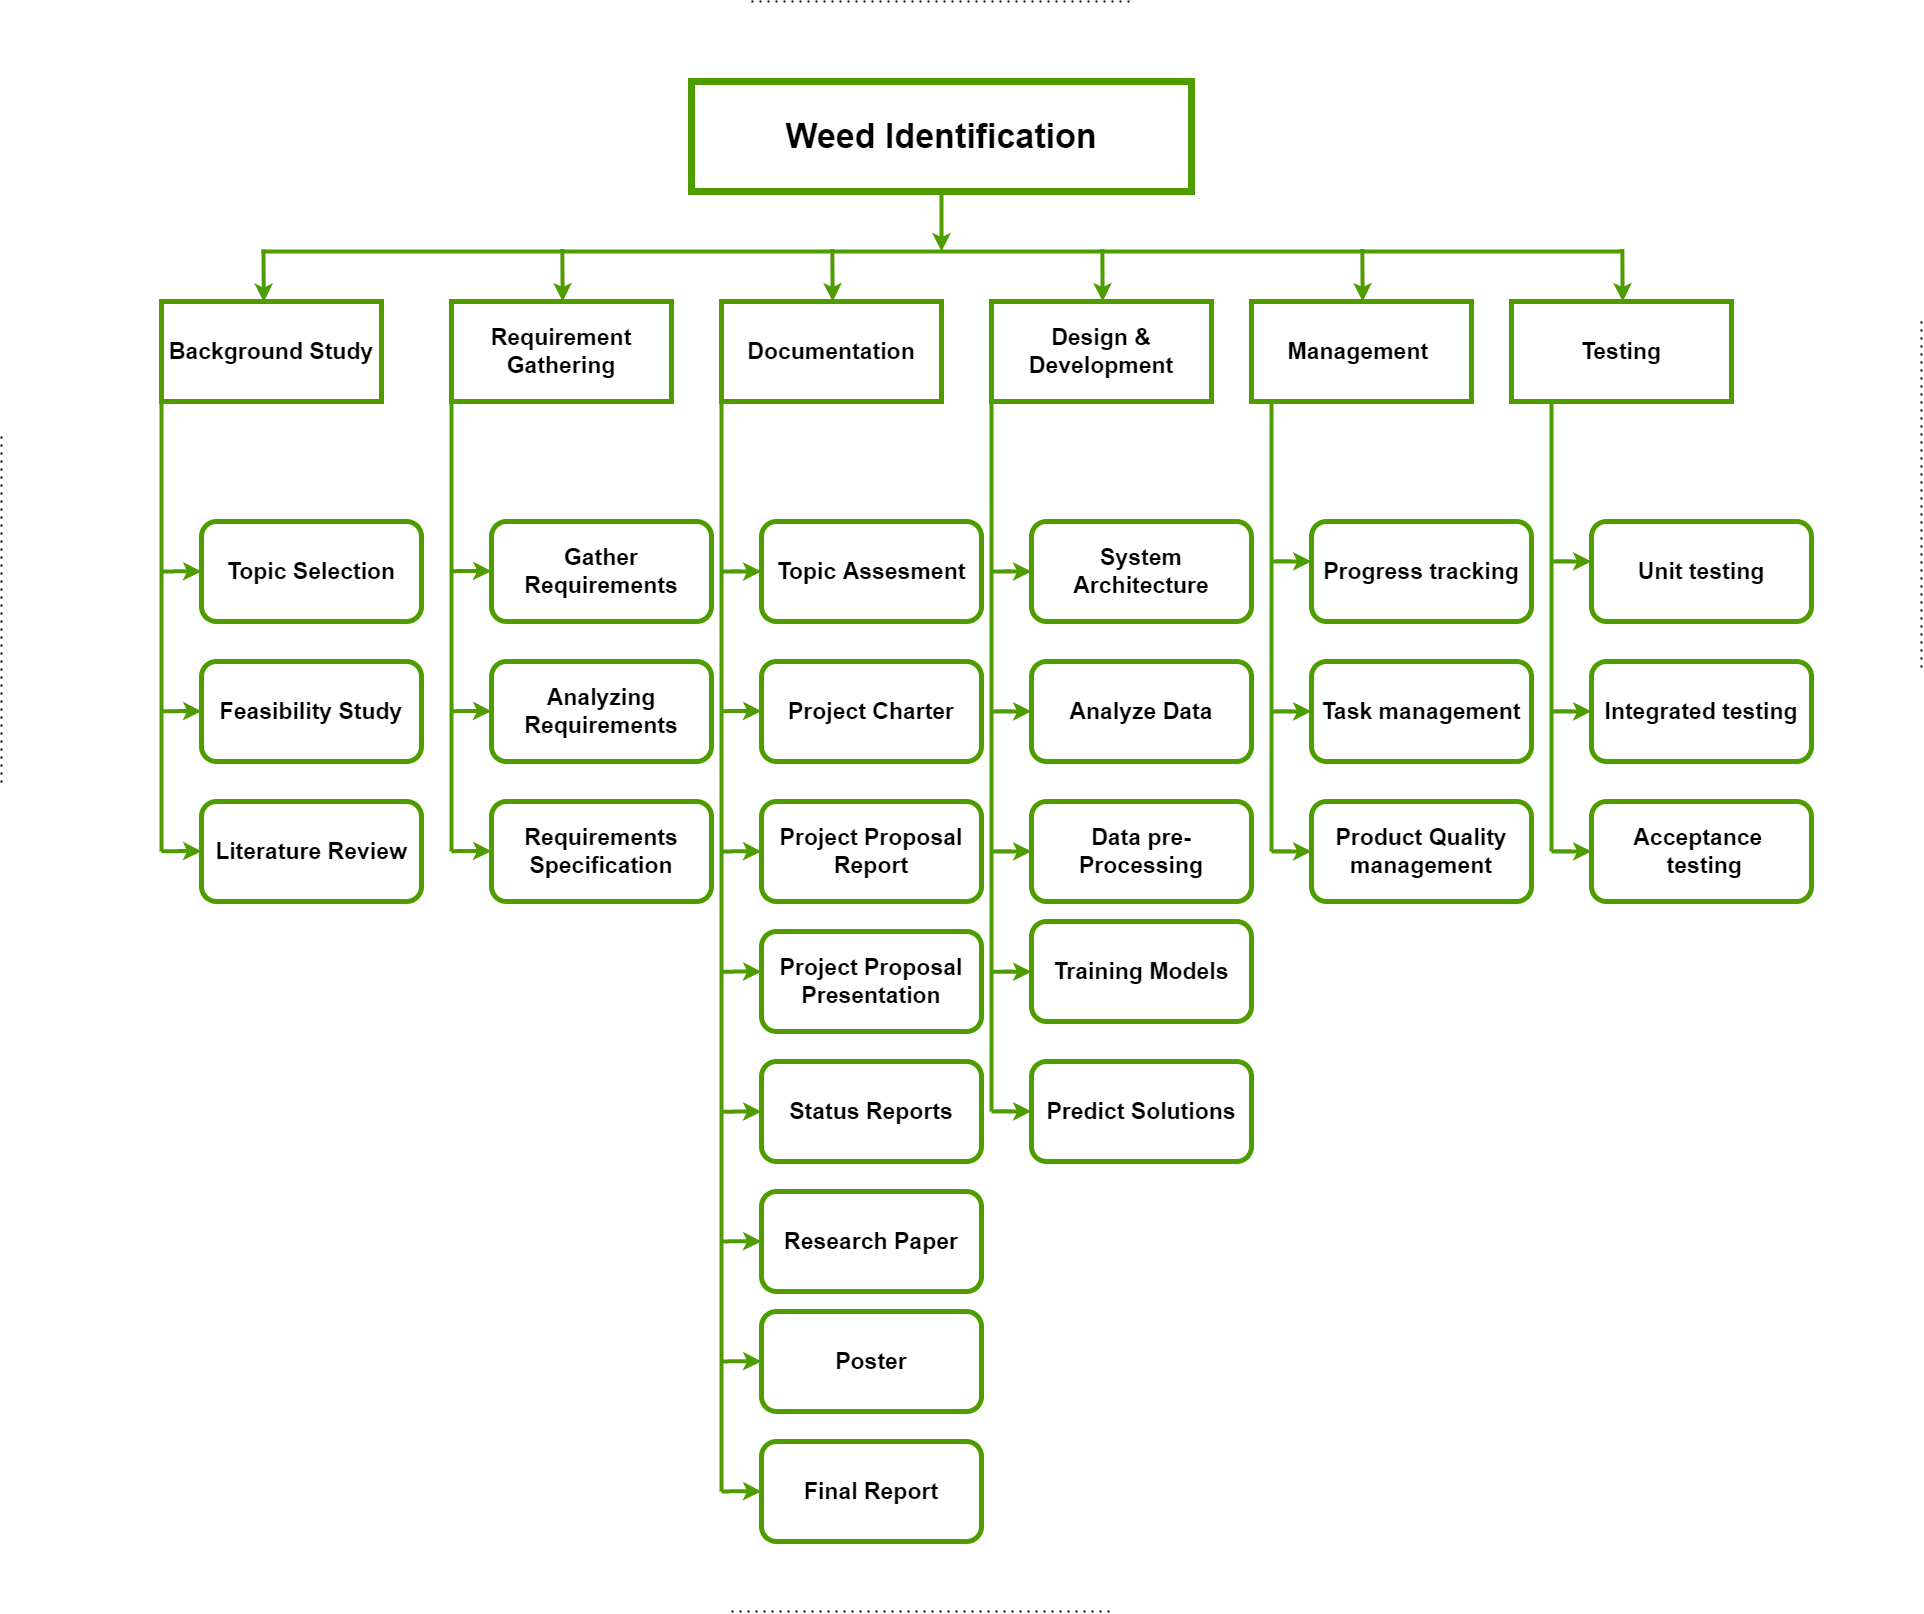 Weed Identification
Background Study
Requirement
Gathering
Documentation
Design &
Development
Management
Testing
Topic Selection
Feasibility Study
Literature Review
Gather
Requirements
Analyzing
Requirements
Requirements
Specification
Topic Assesment
Project Charter
Project Proposal
Report
Project Proposal
Presentation
Status Reports
Research Paper
Poster
Final Report
System
Architecture
Analyze Data
Data pre-
Processing
Training Models
Predict Solutions
Progress tracking
Task management
Product Quality
management
Unit testing
Integrated testing
Acceptance
testing